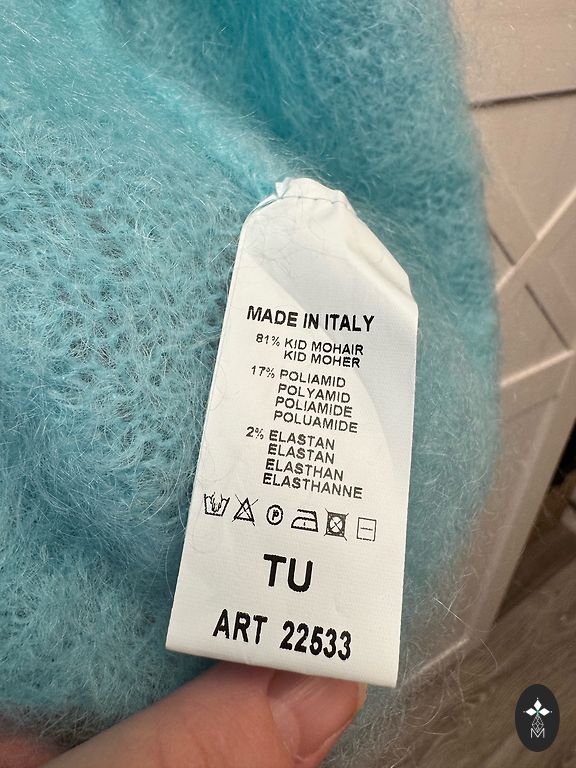 MADE IN ITALY
81% KID MOHAIR
KID MOHER
17% POLIAMID
POLYAMID
POLIAMIDE
POLUAMIDE
2% ELASTAN
ELASTAN
ELASTHAN
ELASTHANNE
P
TU
ART 22533
M